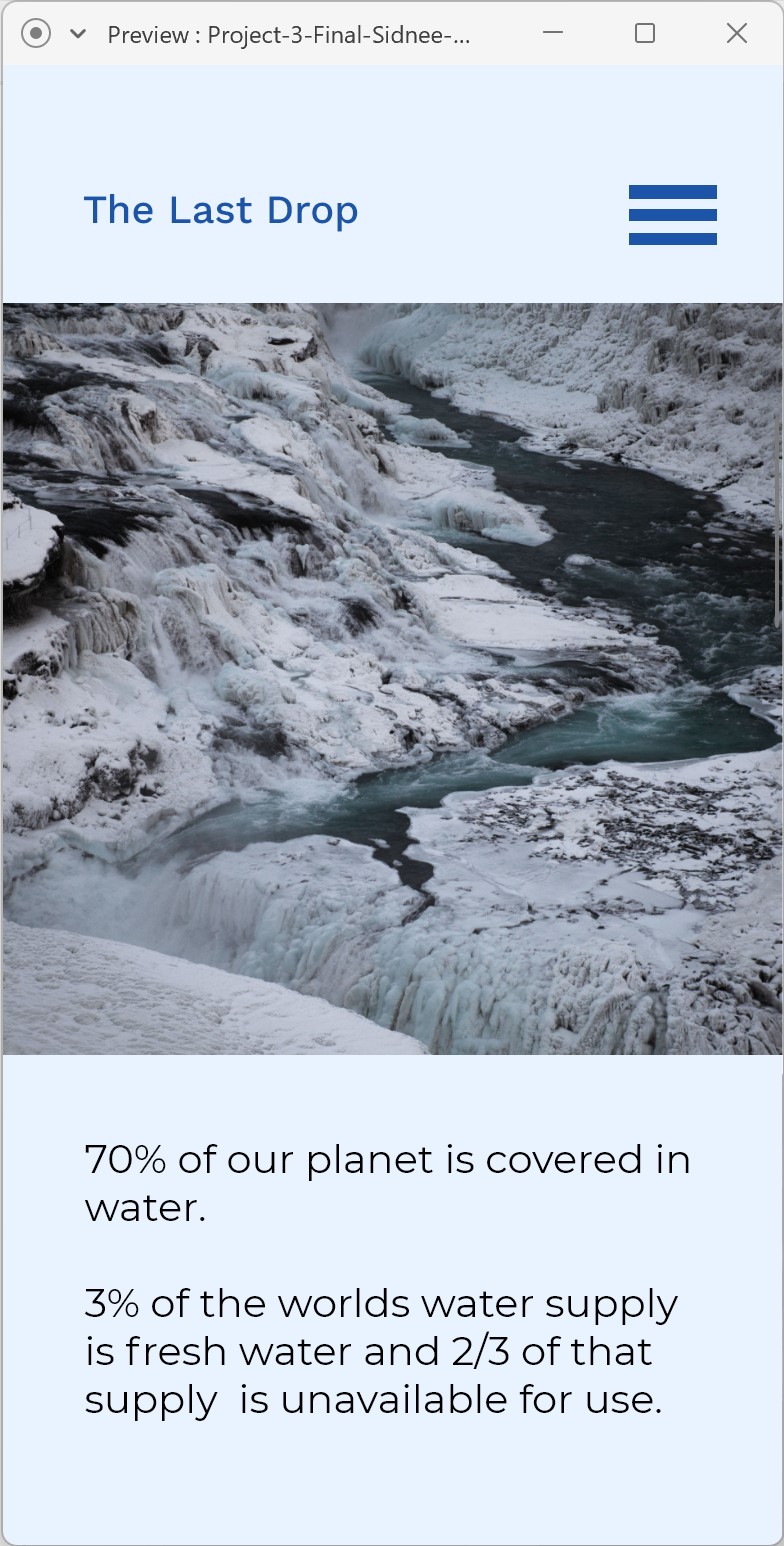 Preview : Project-3-Final-Sidnee-...
The Last Drop
70% of our planet is covered in
water.
3% of the worlds water supply
is fresh water and 2/3 of that
supply  is unavailable for use.